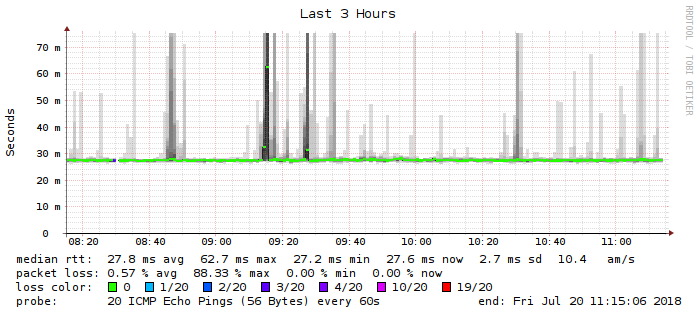 Last 3 Hours
RRDTOOL / TOBI OETIKER
Seconds
70 m
60 m
50 m
40 m
30 m
20 m
10 m
0
08:20 08:40 09:00 09:20 09:40 10:00 10:20 10:40 11:00
median rtt: 27.8 ms avg 62.7 ms max 27.2 ms min 27.6 ms now 2.7 ms sd 10.4 am/s
packet loss: 0.57 % avg 88.33 % max 0.00 % min 0.00 % now
loss color: 0 1/20 2/20 3/20 4/20 10/20 19/20
probe: 20 ICMP Echo Pings (56 Bytes) every 60s end: Fri Jul 20 11:15:06 2018